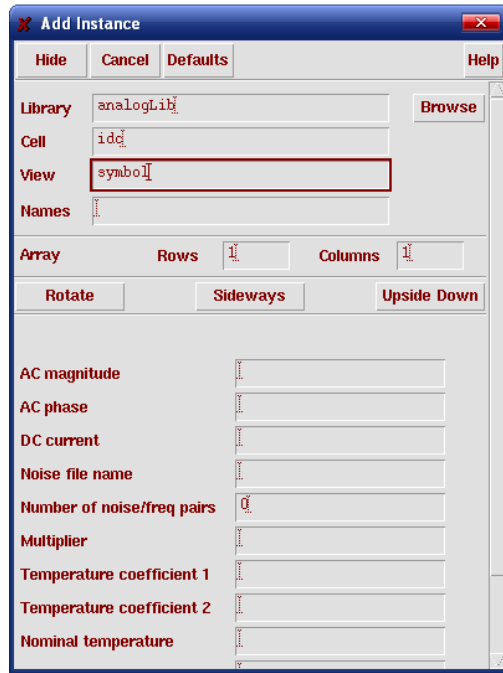 Add Instance
Hide Cancel Defaults Help
Library analogLib Browse
Cell idc
View symbol
Names
Array Rows 1 Columns 1
Rotate Sideways Upside Down
AC magnitude
AC phase
DC current
Noise file name
Number of noise/freq pairs 0
Multiplier
Temperature coefficient 1
Temperature coefficient 2
Nominal temperature